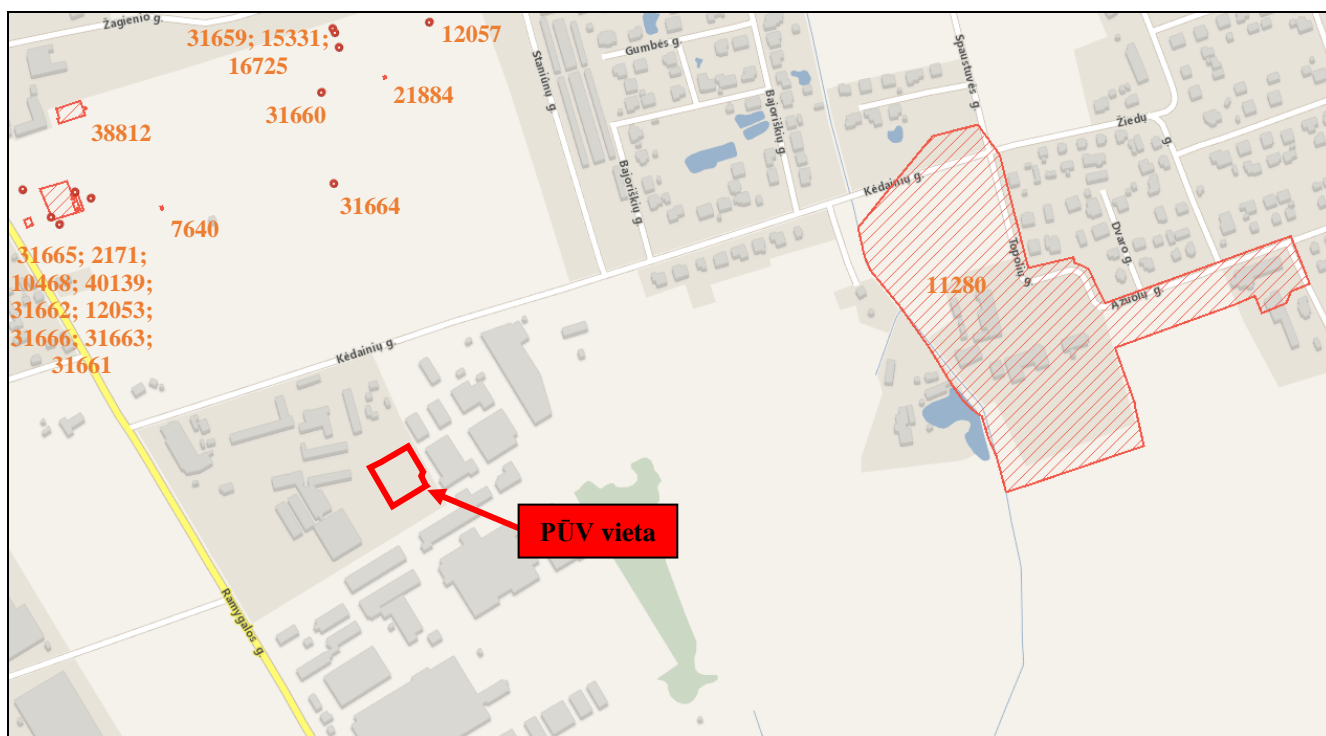 Žagienio g.
31659; 15331;
16725
12057
21884
31660
38812
31664
7640
31665; 2171;
10468; 40139;
31662; 12053;
31666; 31663;
31661
Staniūnų g.
Gumbės g.
Bajoriškių g.
Bajoriškių g.
Spaustuvės g.
Žiedų g.
Kėdainių g.
Topolių g.
Dvaro g.
11280
Ąžuolų g.
Kėdainių g.
PŪV vieta
Ramygalos g.